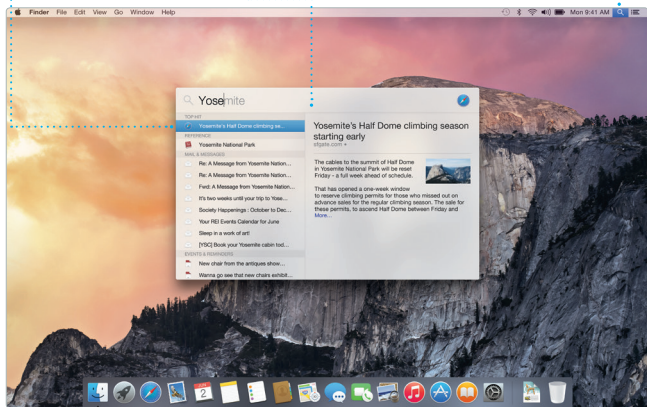 Finder File Edit View Go Window Help
Mon 9:41 AM
Yosemite
TOP HIT
Yosemite's Half Dome climbing se...
REFERENCE
Yosemite National Park
MAIL & MESSAGES
Re: A Message from Yosemite Nation...
Re: A Message from Yosemite Nation...
Fwd: A Message from Yosemite Nation...
It's two weeks until your trip to Yose...
Society Happenings : October to Dec...
Your REI Events Calendar for June
Sleep in a work of art!
[YSC] Book your Yosemite cabin tod...
EVENTS & REMINDERS
New chair from the antiques show...
Wanna go see that new chairs exhibit...
Yosemite's Half Dome climbing season
starting early
sfgate.com
The cables to the summit of Half Dome
in Yosemite National Park will be reset
Friday - a full week ahead of schedule.
That has opened a one-week window
to reserve climbing permits for those who missed out on
advance sales for the regular climbing season. The sale for
these permits, to ascend Half Dome between Friday and
More...
2